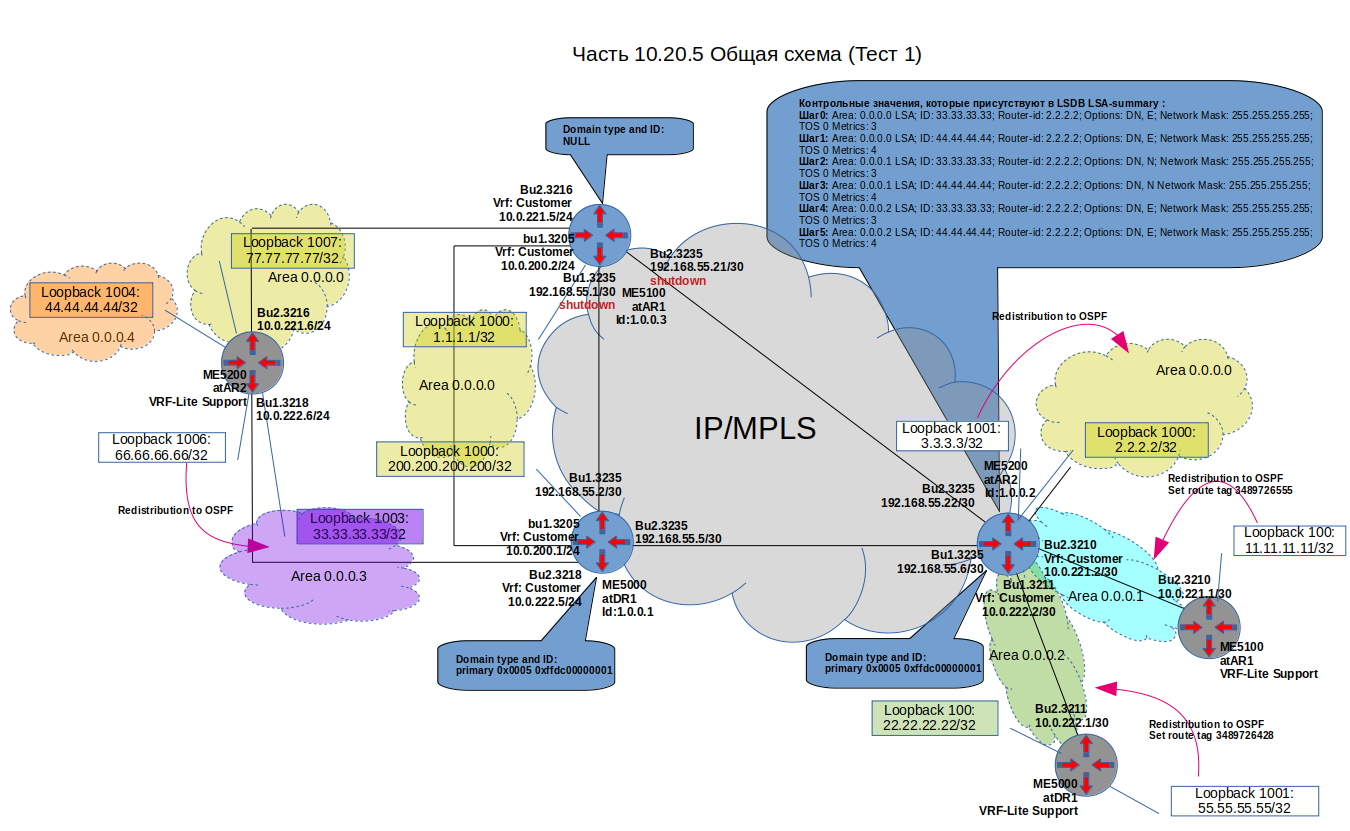 Часть 10.20.5 Общая схема (Тест 1)
Контрольные значения, которые присутствуют в LSDB LSA-summary :
Шаг0: Area: 0.0.0.0 LSA; ID: 33.33.33.33; Router-id: 2.2.2.2; Options: DN, E; Network Mask: 255.255.255.255;
TOS 0 Metrics: 3
Шаг1: Area: 0.0.0.0 LSA; ID: 44.44.44.44; Router-id: 2.2.2.2; Options: DN, E; Network Mask: 255.255.255.255;
TOS 0 Metrics: 4
Шаг2: Area: 0.0.0.1 LSA; ID: 33.33.33.33; Router-id: 2.2.2.2; Options: DN, N; Network Mask: 255.255.255.255;
TOS 0 Metrics: 3
Шаг3: Area: 0.0.0.1 LSA; ID: 44.44.44.44; Router-id: 2.2.2.2; Options: DN, N Network Mask: 255.255.255.255;
TOS 0 Metrics: 4
Шаг4: Area: 0.0.0.2 LSA; ID: 33.33.33.33; Router-id: 2.2.2.2; Options: DN, E; Network Mask: 255.255.255.255;
TOS 0 Metrics: 3
Шаг5: Area: 0.0.0.2 LSA; ID: 44.44.44.44; Router-id: 2.2.2.2; Options: DN, E; Network Mask: 255.255.255.255;
TOS 0 Metrics: 4
Domain type and ID:
NULL
Bu2.3216
Vrf: Customer
10.0.221.5/24
bu1.3205
Vrf: Customer
10.0.200.2/24
Bu1.3235
192.168.55.1/30
shutdown
Bu2.3235
192.168.55.21/30
shutdown
ME5100
atAR1
Id:1.0.0.3
Loopback 1007:
77.77.77.77/32
Area 0.0.0.0
Loopback 1004:
44.44.44.44/32
Area 0.0.0.4
Bu2.3216
10.0.221.6/24
ME5200
atAR2
VRF-Lite Support
Bu1.3218
10.0.222.6/24
Loopback 1000:
1.1.1.1/32
Area 0.0.0.0
Loopback 1000:
200.200.200.200/32
IP/MPLS
Redistribution to OSPF
Area 0.0.0.0
Loopback 1001:
3.3.3.3/32
Loopback 1000:
2.2.2.2/32
Loopback 1006:
66.66.66.66/32
Redistribution to OSPF
Loopback 1003:
33.33.33.33/32
Area 0.0.0.3
Bu1.3235
192.168.55.2/30
bu1.3205
Vrf: Customer
10.0.200.1/24
Bu2.3235
192.168.55.5/30
Bu2.3218
Vrf: Customer
10.0.222.5/24
ME5000
atDR1
Id:1.0.0.1
Domain type and ID:
primary 0x0005 0xffdc00000001
ME5200
atAR2
Id:1.0.0.2
Bu2.3235
192.168.55.22/30
Bu1.3235
192.168.55.6/30
Redistribution to OSPF
Set route tag 3489726555
Loopback 100:
11.11.11.11/32
Bu2.3210
Vrf: Customer
10.0.221.2/30
Bu2.3210
10.0.221.1/30
Area 0.0.0.1
Bu1.3211
Vrf: Customer
10.0.222.2/30
ME5100
atAR1
VRF-Lite Support
Domain type and ID:
primary 0x0005 0xffdc00000001
Area 0.0.0.2
Loopback 100:
22.22.22.22/32
Bu2.3211
10.0.222.1/30
Redistribution to OSPF
Set route tag 3489726428
ME5000
atDR1
VRF-Lite Support
Loopback 1001:
55.55.55.55/32